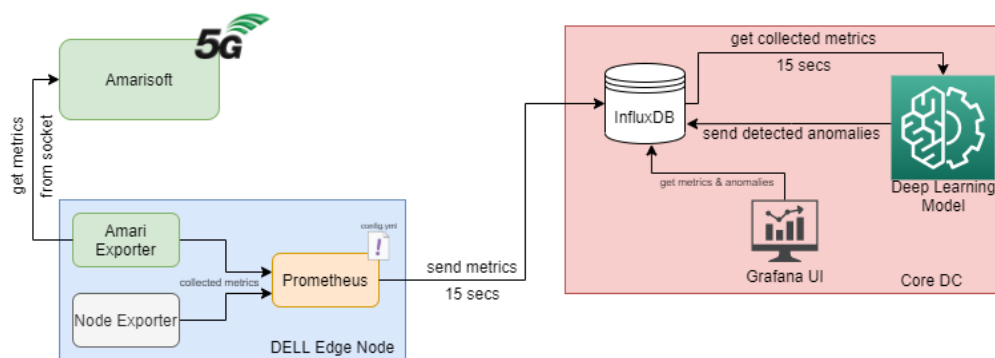 5G
Amarisoft
get metrics
from socket
Amari
Exporter
Node Exporter
collected metrics
config.yml
!
Prometheus
DELL Edge Node
send metrics
15 secs
get collected metrics
15 secs
InfluxDB
send detected anomalies
Deep Learning
Model
get metrics & anomalies
Grafana UI
Core DC